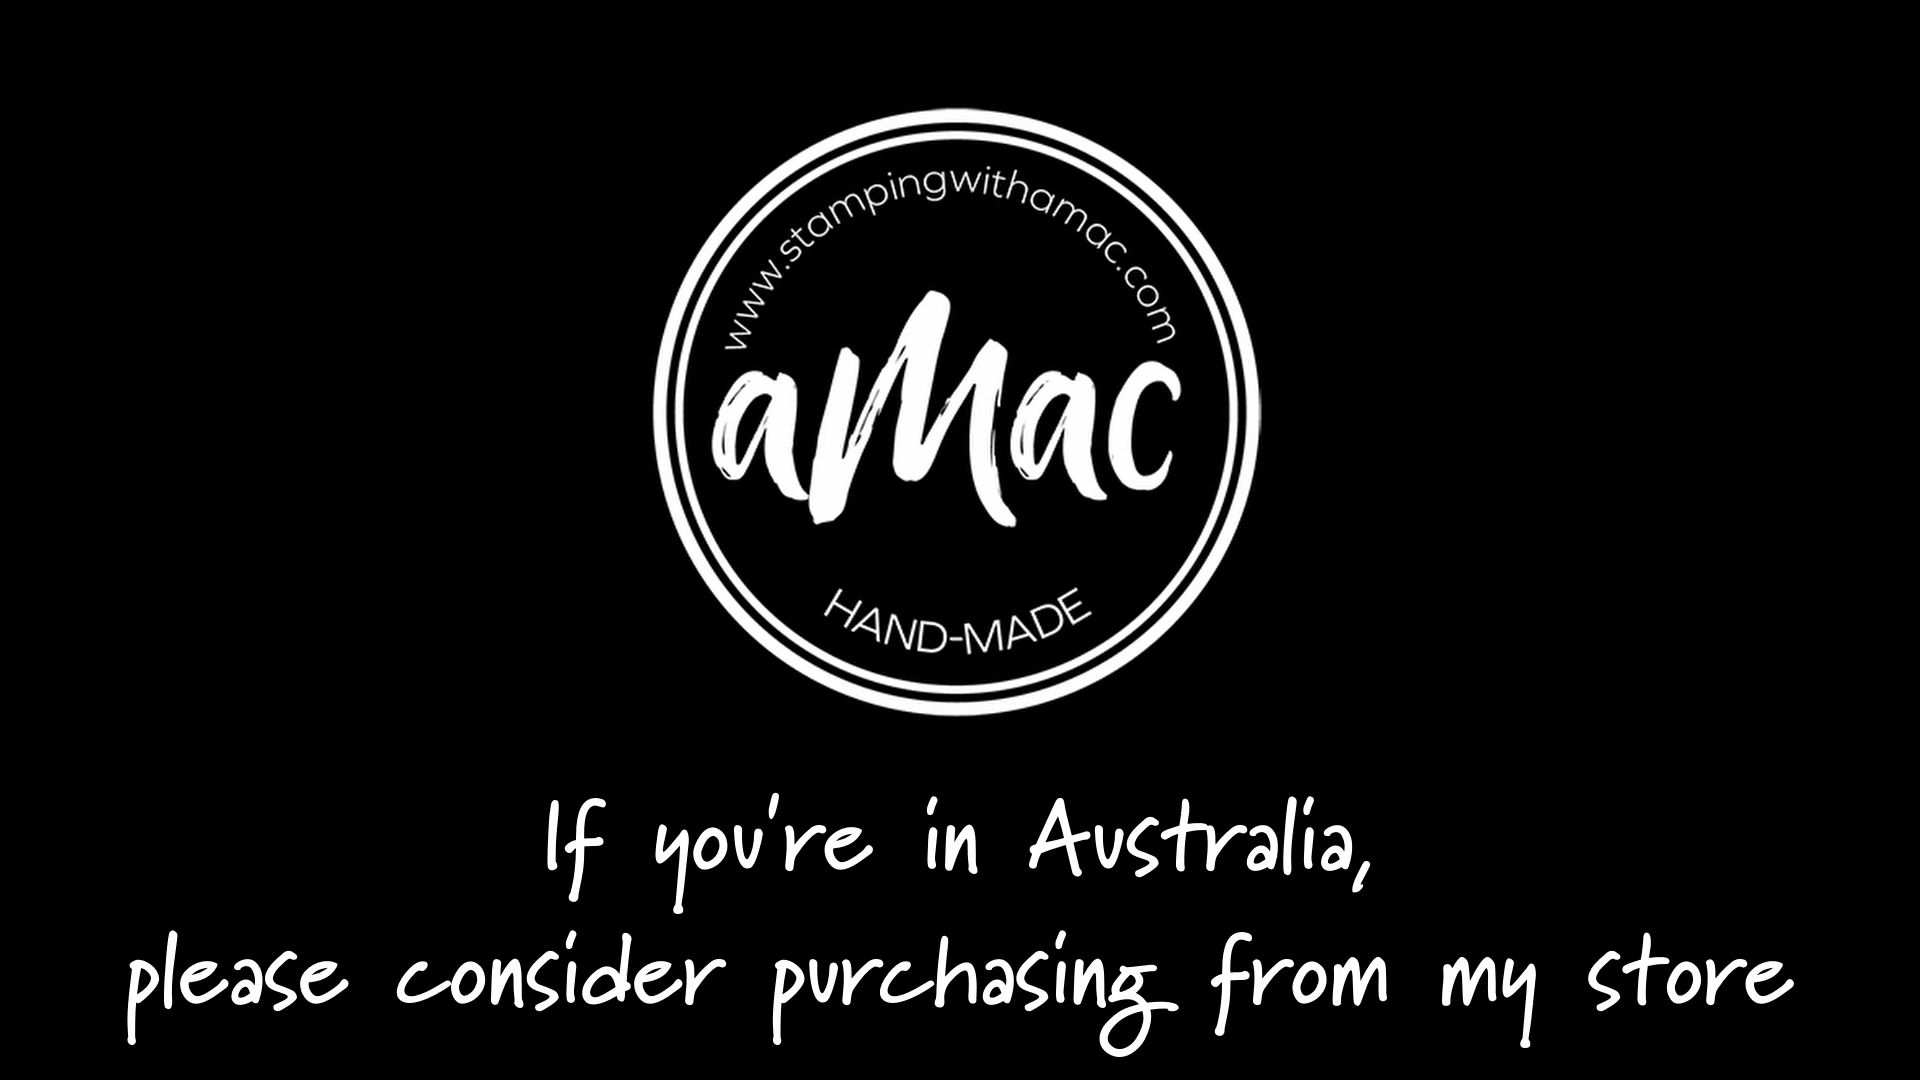 www.stampingwithamac.com
aMac
HAND-MADE
If you're in Australia,
please consider purchasing from my store